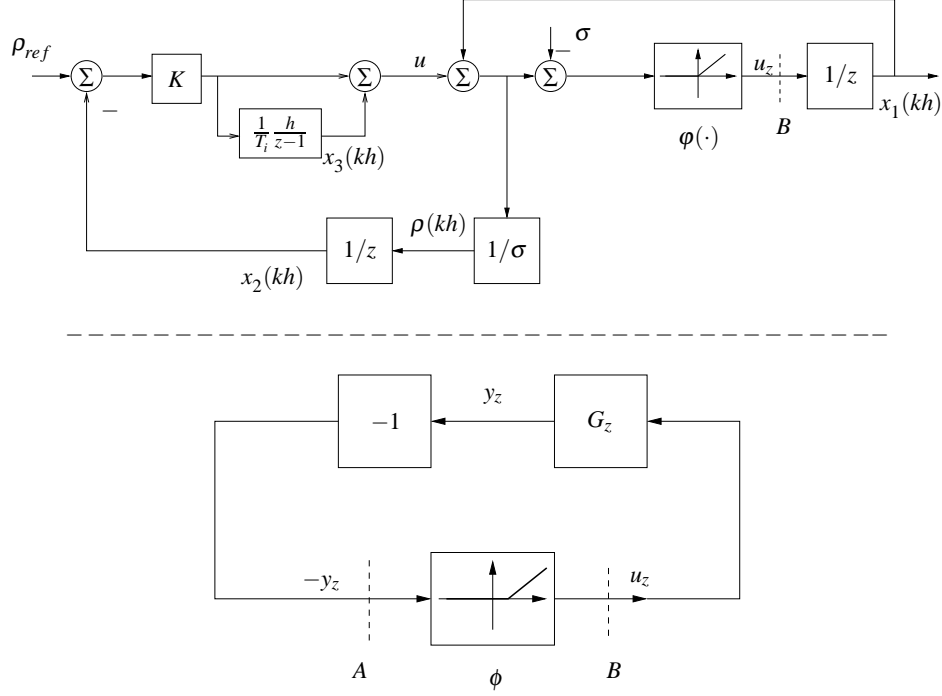 ρ_ref
Σ
−
K
1/T_i h/(z−1)
x_3(kh)
Σ
u
Σ
− σ
Σ
φ(·)
u_z
B
1/z
x_1(kh)
ρ(kh)
1/z
1/σ
x_2(kh)
−1
y_z
G_z
−y_z
A
ϕ
u_z
B